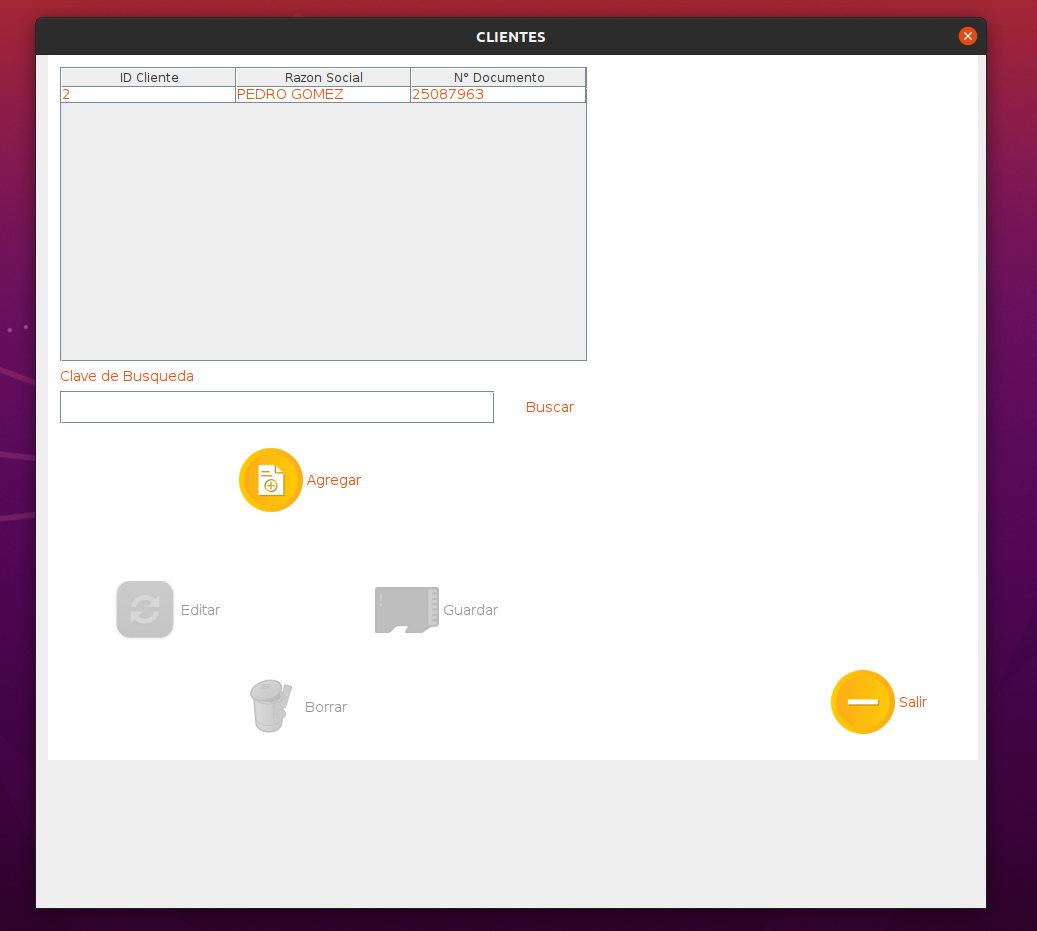 CLIENTES
ID Cliente Razon Social N° Documento
2 PEDRO GOMEZ 25087963
Clave de Busqueda
Buscar
Agregar
Editar Guardar
Borrar Salir